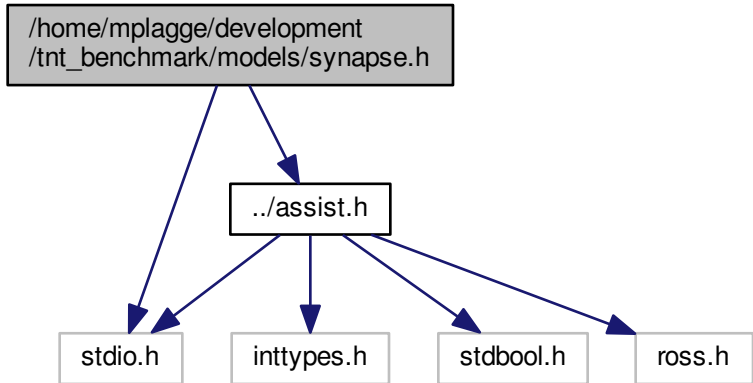 /home/mplagge/development
/tnt_benchmark/models/synapse.h
../assist.h
stdio.h
inttypes.h
stdbool.h
ross.h